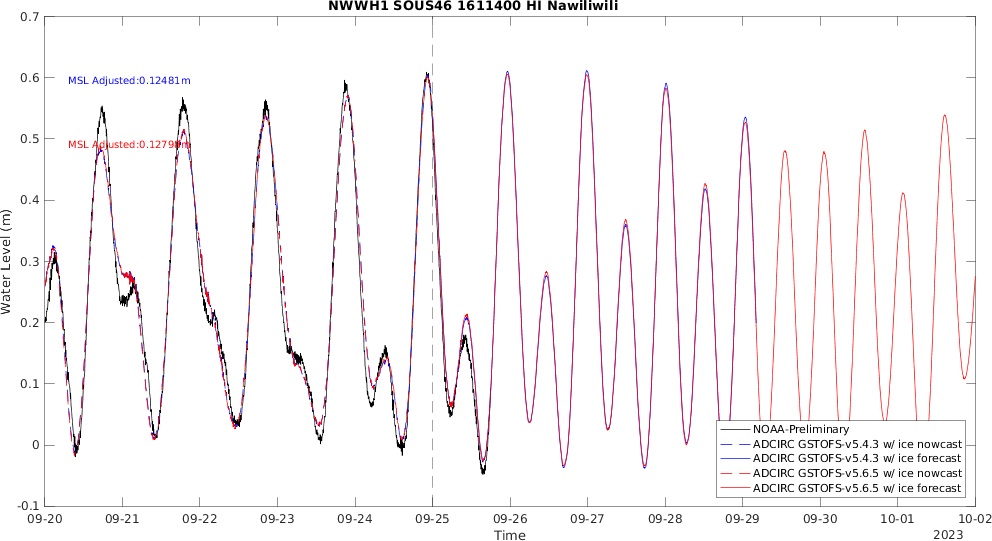 NWWH1 SOUS46 1611400 HI Nawiliwili
Water Level (m)
0.7
0.6
0.5
0.4
0.3
0.2
0.1
0
-0.1
MSL Adjusted:0.12481m
MSL Adjusted:
NOAA-Preliminary
ADCIRC GSTOFS-v5.4.3 w/ ice nowcast
ADCIRC GSTOFS-v5.4.3 w/ ice forecast
ADCIRC GSTOFS-v5.6.5 w/ ice nowcast
ADCIRC GSTOFS-v5.6.5 w/ ice forecast
09-20 09-21 09-22 09-23 09-24 09-25 09-26 09-27 09-28 09-29 09-30 10-01 10-02
Time
2023